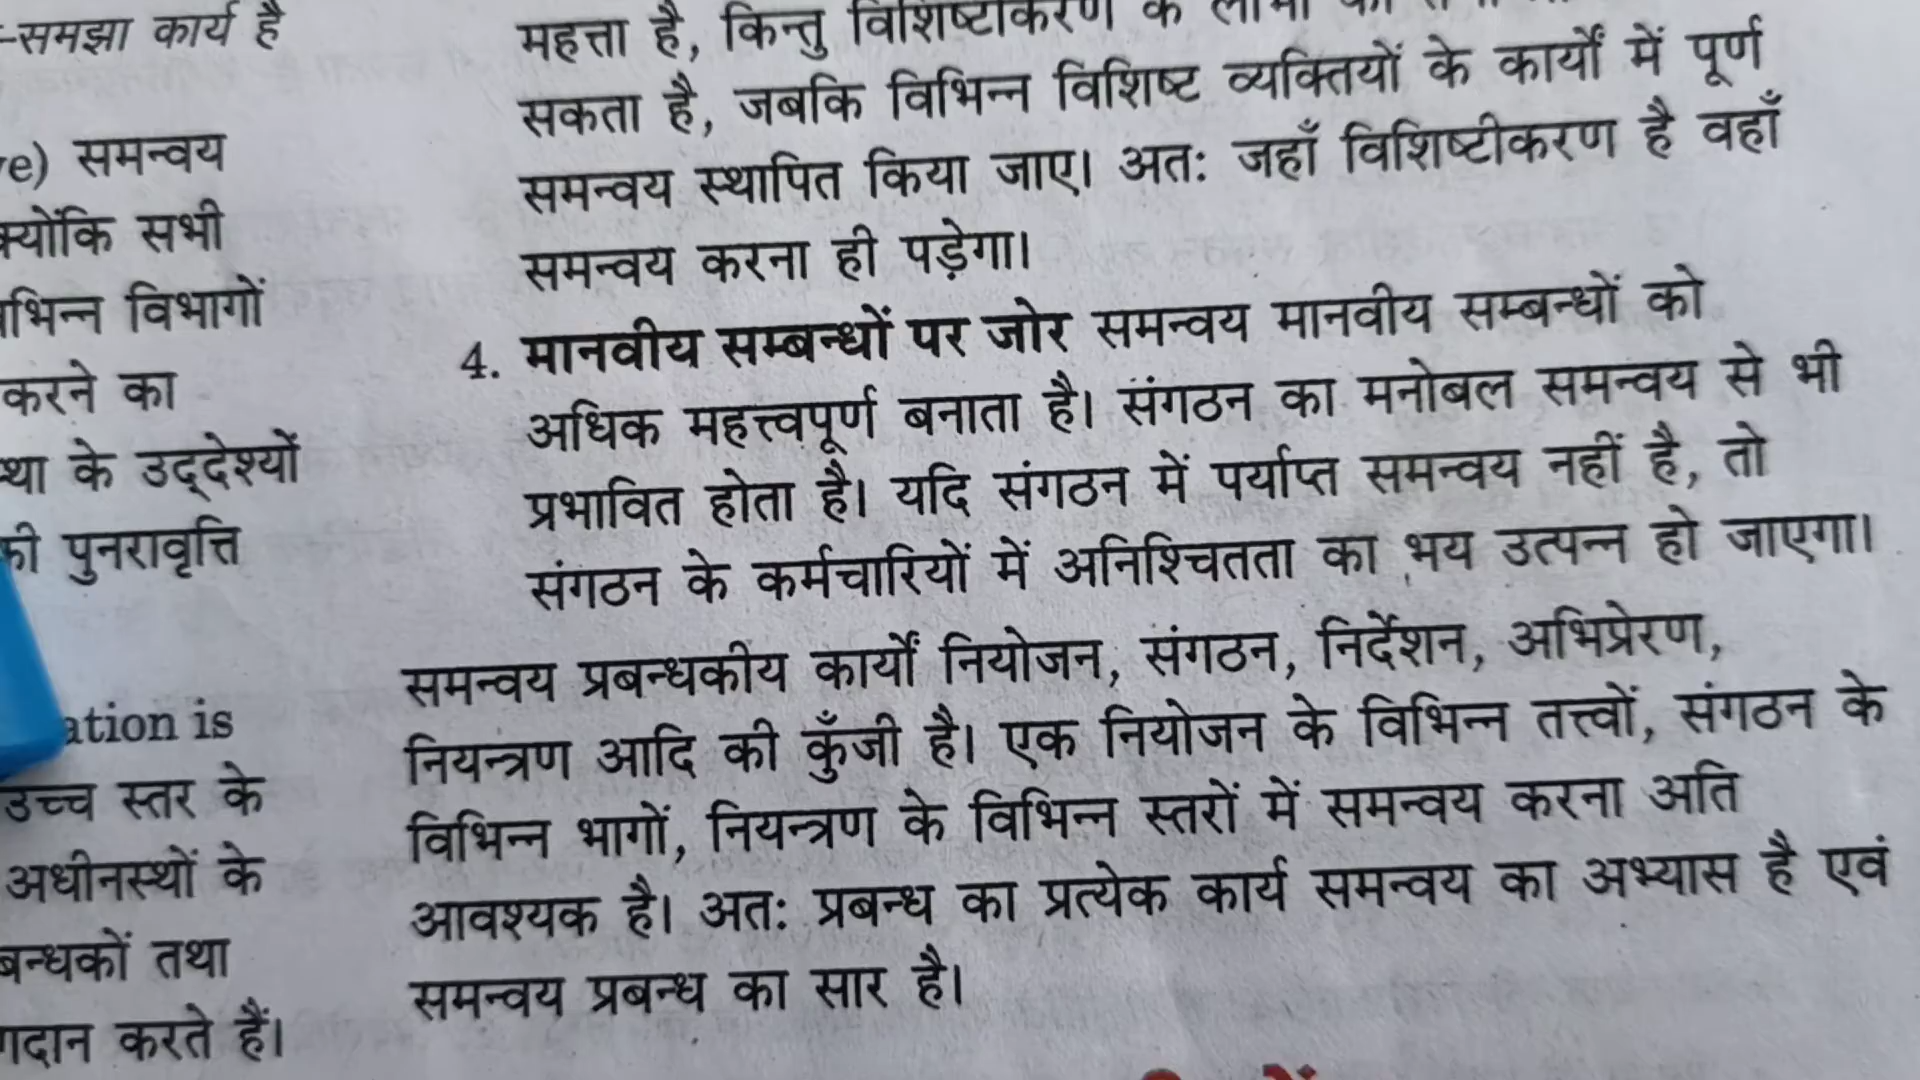 -समझा कार्य है
e) समन्वय
क्योंकि सभी
भिन्न विभागों
करने का
था के उद्देश्यों
की पुनरावृत्ति
ation is
उच्च स्तर के
अधीनस्थों के
बन्धकों तथा
गदान करते हैं।
महत्ता है, किन्तु विशिष्टीकरण के
सकता है, जबकि विभिन्न विशिष्ट व्यक्तियों के कार्यों में पूर्ण
समन्वय स्थापित किया जाए। अतः जहाँ विशिष्टीकरण है वहाँ
समन्वय करना ही पड़ेगा।
4. मानवीय सम्बन्धों पर जोर समन्वय मानवीय सम्बन्धों को
अधिक महत्त्वपूर्ण बनाता है। संगठन का मनोबल समन्वय से भी
प्रभावित होता है। यदि संगठन में पर्याप्त समन्वय नहीं है, तो
संगठन के कर्मचारियों में अनिश्चितता का भय उत्पन्न हो जाएगा।
समन्वय प्रबन्धकीय कार्यों नियोजन, संगठन, निर्देशन, अभिप्रेरण,
नियन्त्रण आदि की कुँजी है। एक नियोजन के विभिन्न तत्त्वों, संगठन के
विभिन्न भागों, नियन्त्रण के विभिन्न स्तरों में समन्वय करना अति
आवश्यक है। अतः प्रबन्ध का प्रत्येक कार्य समन्वय का अभ्यास है एवं
समन्वय प्रबन्ध का सार है।